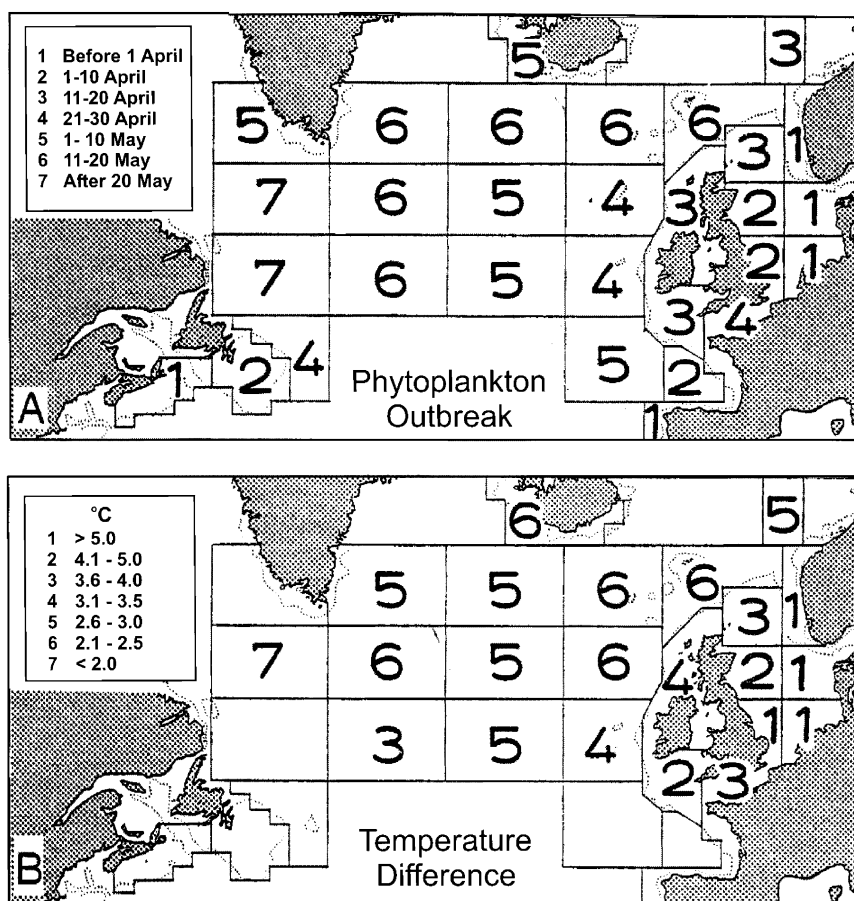 1 Before 1 April
2 1-10 April
3 11-20 April
4 21-30 April
5 1- 10 May
6 11-20 May
7 After 20 May
5 3
5 6 6 6 6 3 1
7 6 5 4 3 2 1
7 6 5 4 2 1
3 4
1 2 4 5 2
1
Phytoplankton
Outbreak
A
°C
1 > 5.0
2 4.1 - 5.0
3 3.6 - 4.0
4 3.1 - 3.5
5 2.6 - 3.0
6 2.1 - 2.5
7 < 2.0
6 5
5 5 6 6 3 1
7 6 5 6 4 2 1
3 5 4 1 1
2 3
Temperature
Difference
B